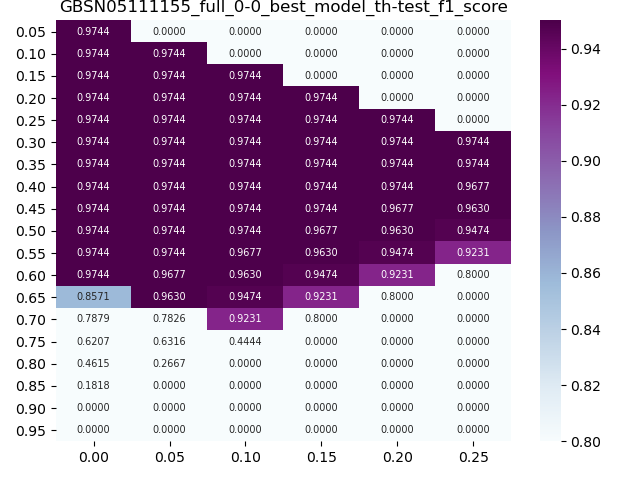 GBSN05111155_full_0-0_best_model_th-test_f1_score
0.05 0.9744 0.0000 0.0000 0.0000 0.0000 0.0000
0.10 0.9744 0.9744 0.0000 0.0000 0.0000 0.0000
0.15 0.9744 0.9744 0.9744 0.0000 0.0000 0.0000
0.20 0.9744 0.9744 0.9744 0.9744 0.0000 0.0000
0.25 0.9744 0.9744 0.9744 0.9744 0.9744 0.0000
0.30 0.9744 0.9744 0.9744 0.9744 0.9744 0.9744
0.35 0.9744 0.9744 0.9744 0.9744 0.9744 0.9744
0.40 0.9744 0.9744 0.9744 0.9744 0.9744 0.9677
0.45 0.9744 0.9744 0.9744 0.9744 0.9677 0.9630
0.50 0.9744 0.9744 0.9744 0.9677 0.9630 0.9474
0.55 0.9744 0.9744 0.9677 0.9630 0.9474 0.9231
0.60 0.9744 0.9677 0.9630 0.9474 0.9231 0.8000
0.65 0.8571 0.9630 0.9474 0.9231 0.8000 0.0000
0.70 0.7879 0.7826 0.9231 0.8000 0.0000 0.0000
0.75 0.6207 0.6316 0.4444 0.0000 0.0000 0.0000
0.80 0.4615 0.2667 0.0000 0.0000 0.0000 0.0000
0.85 0.1818 0.0000 0.0000 0.0000 0.0000 0.0000
0.90 0.0000 0.0000 0.0000 0.0000 0.0000 0.0000
0.95 0.0000 0.0000 0.0000 0.0000 0.0000 0.0000
0.00 0.05 0.10 0.15 0.20 0.25
0.94
0.92
0.90
0.88
0.86
0.84
0.82
0.80